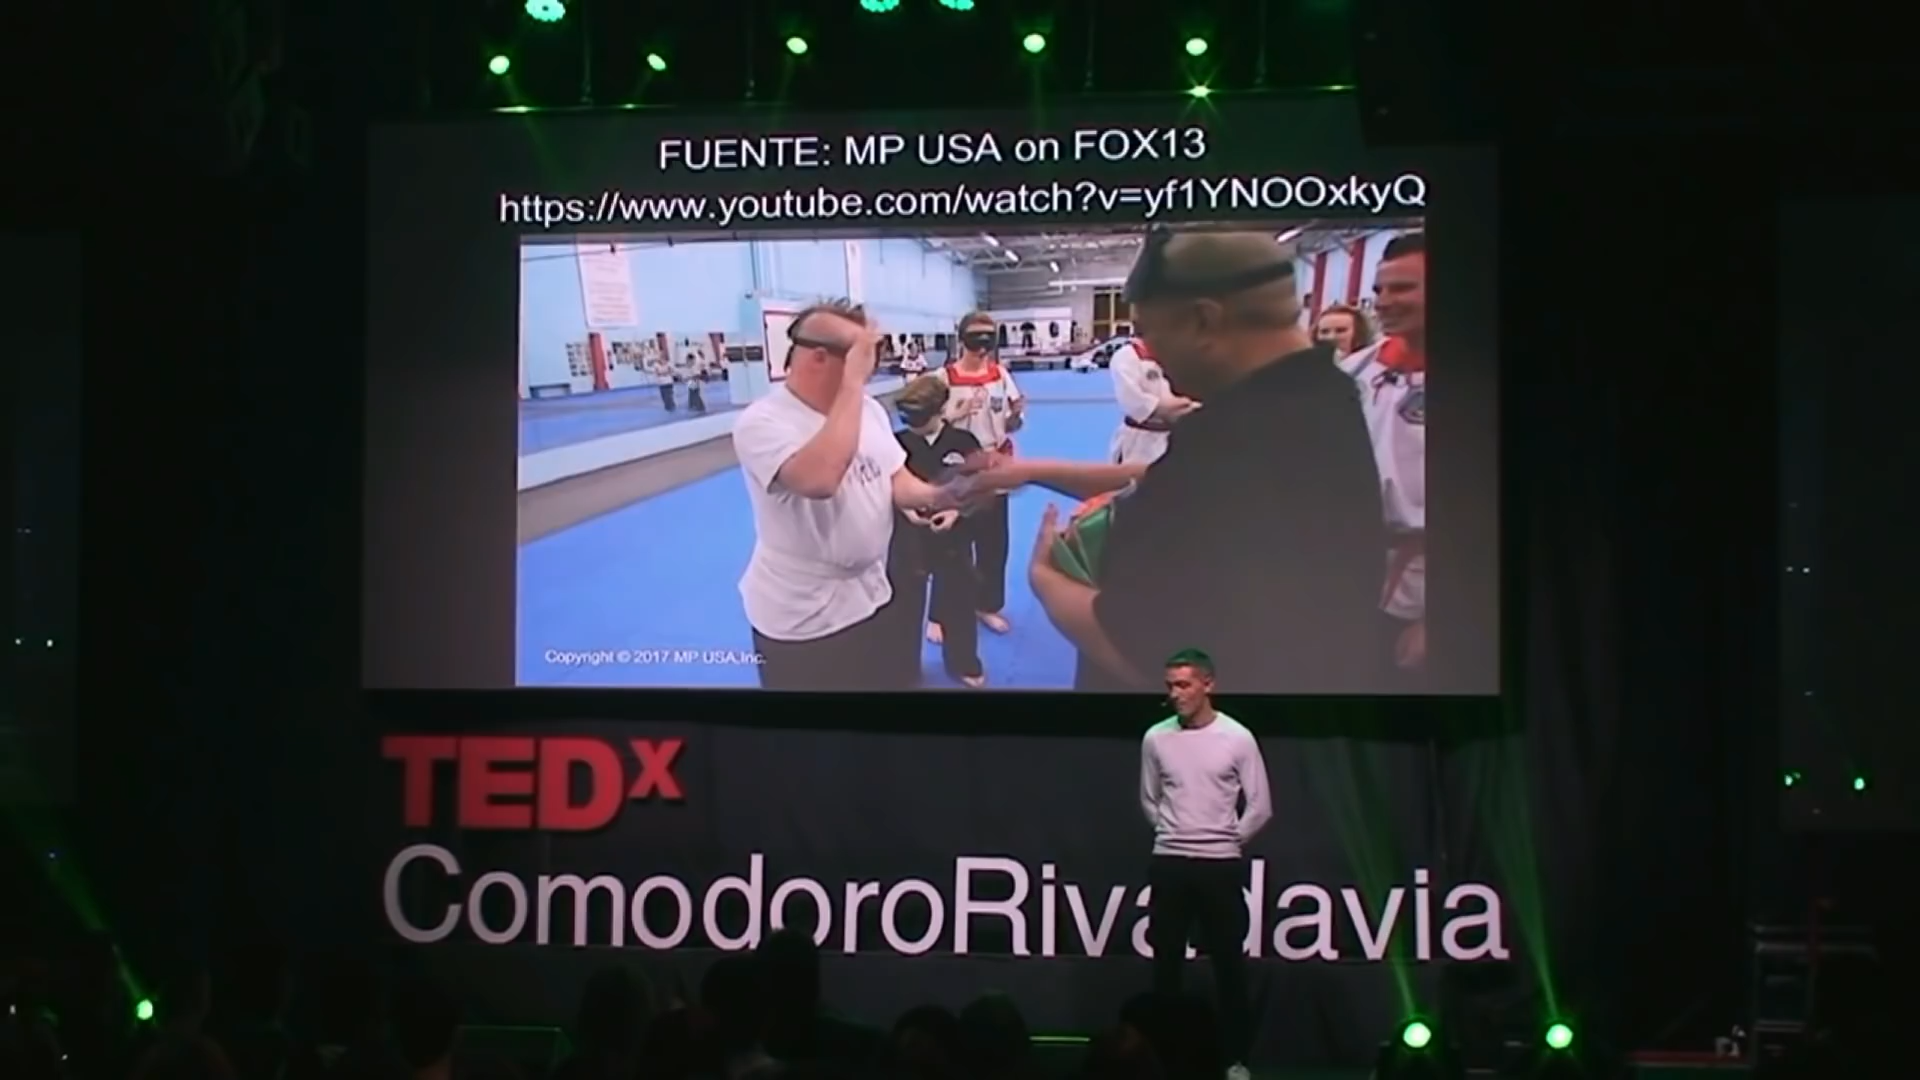 FUENTE: MP USA on FOX13
https://www.youtube.com/watch?v=yf1YNOOxkyQ
Copyright © 2017 MP USA,Inc.
TEDx
ComodoroRivadavia